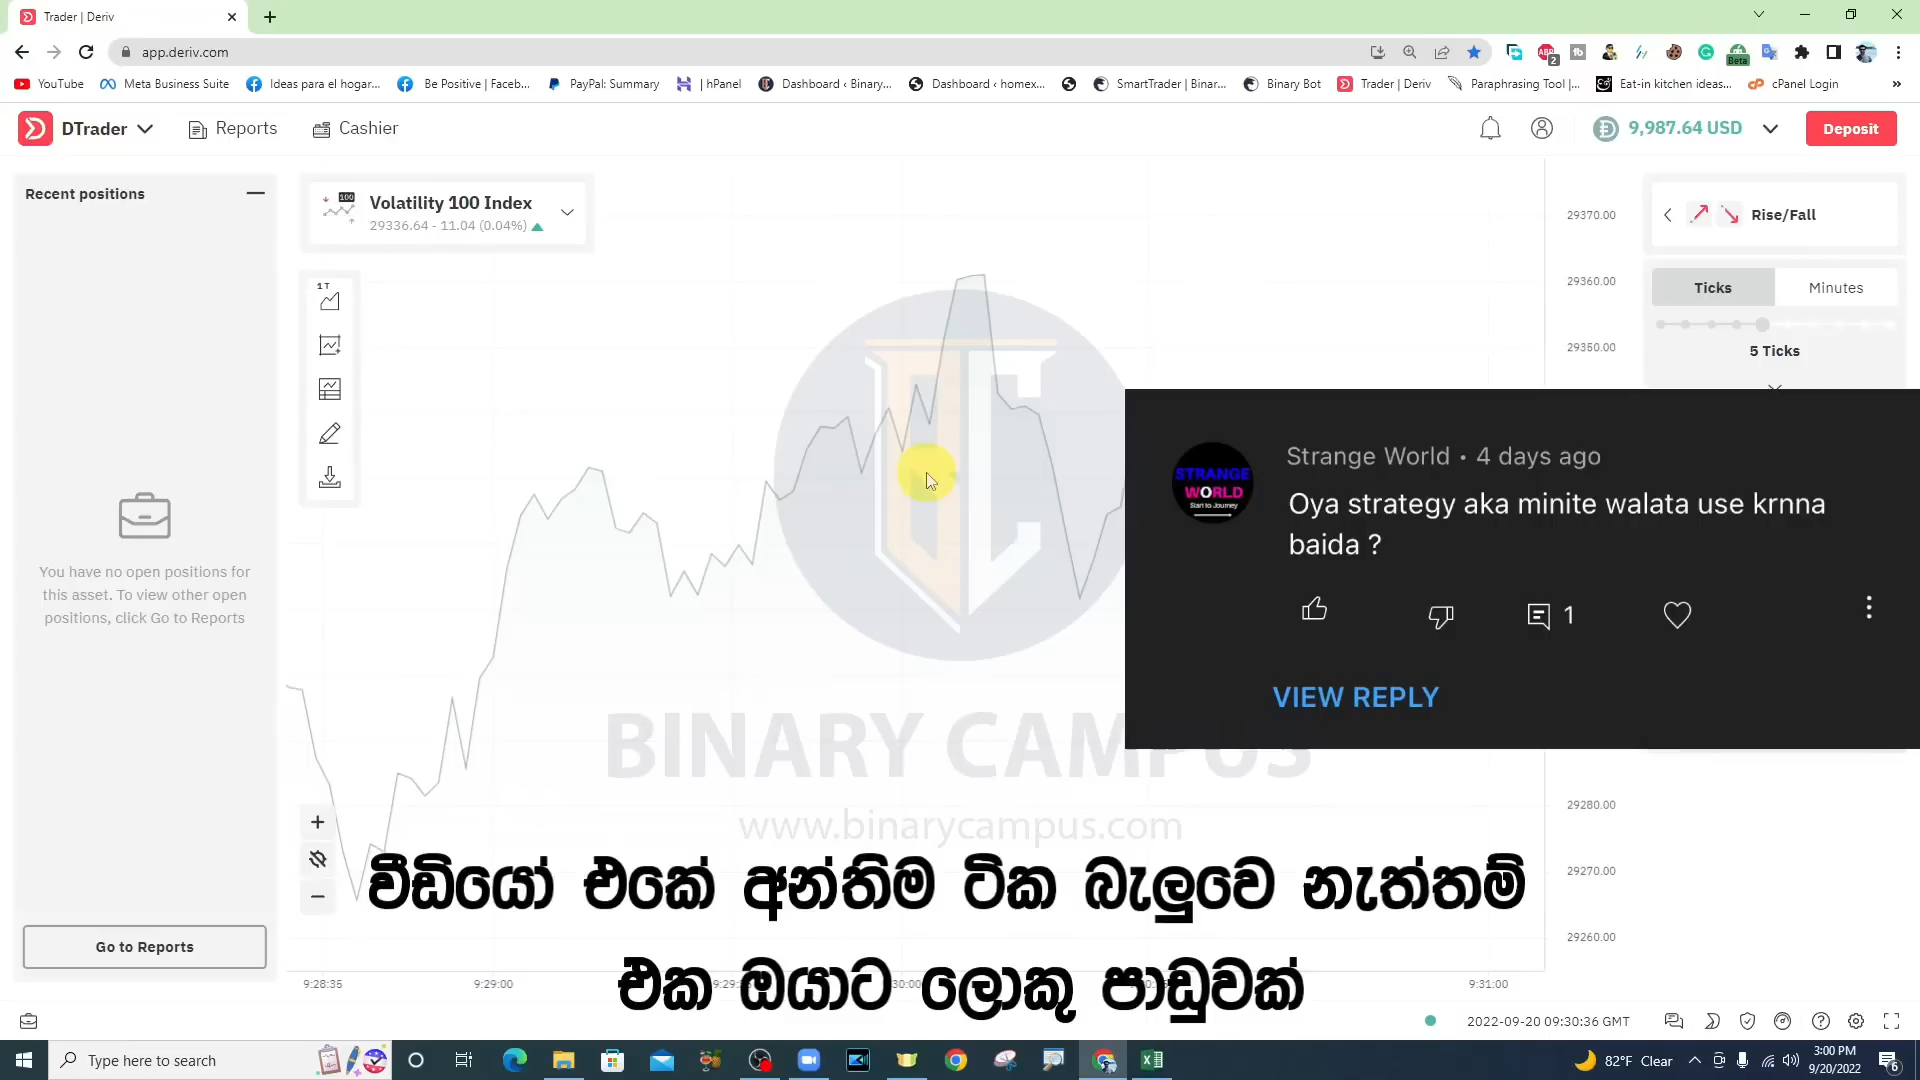 Trader | Deriv
app.deriv.com
YouTube
Meta Business Suite
Ideas para el hogar...
Be Positive | Faceb...
PayPal: Summary
| hPanel
Dashboard ‹ Binary...
Dashboard ‹ homex...
SmartTrader | Binar...
Binary Bot
Trader | Deriv
Paraphrasing Tool |...
Eat-in kitchen ideas...
cPanel Login
»
DTrader
Reports
Cashier
9,987.64 USD
Deposit
Recent positions
Volatility 100 Index
29336.64 - 11.04 (0.04%)
29370.00
Rise/Fall
1T
29360.00
Ticks
Minutes
29350.00
5 Ticks
Strange World • 4 days ago
STRANGE
WORLD
Start to Journey
Oya strategy aka minite walata use krnna
baida ?
1
VIEW REPLY
You have no open positions for
this asset. To view other open
positions, click Go to Reports
BINARY CAMPUS
www.binarycampus.com
29280.00
29270.00
29260.00
වීඩියෝ එකේ අන්තිම ටික බැලුවෙ නැත්තම්
එක ඔයාට ලොකු පාඩුවක්
Go to Reports
9:28:35
9:29:00
9:31:00
2022-09-20 09:30:36 GMT
Type here to search
82°F Clear
3:00 PM
9/20/2022
6